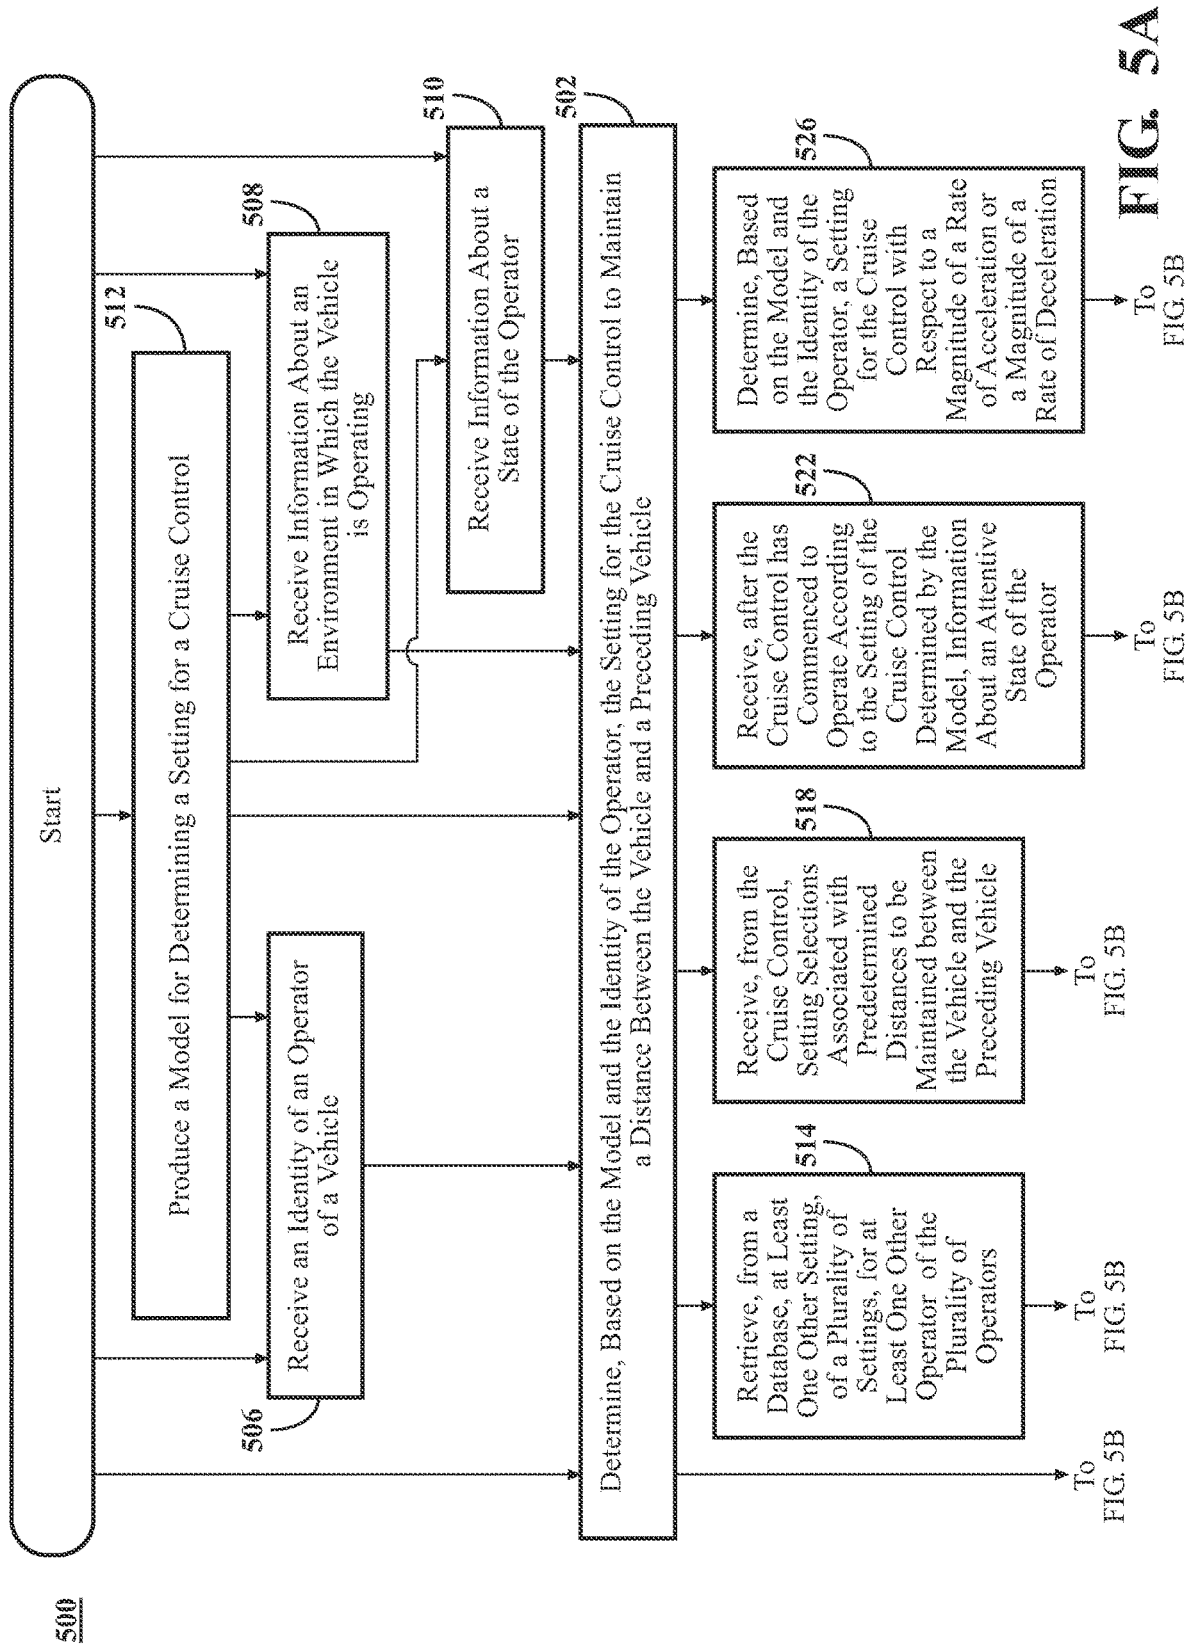 500
Start
512
Produce a Model for Determining a Setting for a Cruise Control
506
Receive an Identity of an Operator
of a Vehicle
508
Receive Information About an
Environment in Which the Vehicle
is Operating
510
Receive Information About a
State of the Operator
502
Determine, Based on the Model and the Identity of the Operator, the Setting for the Cruise Control to Maintain
a Distance Between the Vehicle and a Preceding Vehicle
514
Retrieve, from a
Database, at Least
One Other Setting,
of a Plurality of
Settings, for at
Least One Other
Operator of the
Plurality of
Operators
518
Receive, from the
Cruise Control,
Setting Selections
Associated with
Predetermined
Distances to be
Maintained between
the Vehicle and the
Preceding Vehicle
522
Receive, after the
Cruise Control has
Commenced to
Operate According
to the Setting of the
Cruise Control
Determined by the
Model, Information
About an Attentive
State of the
Operator
526
Determine, Based
on the Model and
the Identity of the
Operator, a Setting
for the Cruise
Control with
Respect to a
Magnitude of a Rate
of Acceleration or
a Magnitude of a
Rate of Deceleration
To
FIG. 5B
To
FIG. 5B
To
FIG. 5B
To
FIG. 5B
To
FIG. 5B
FIG. 5A